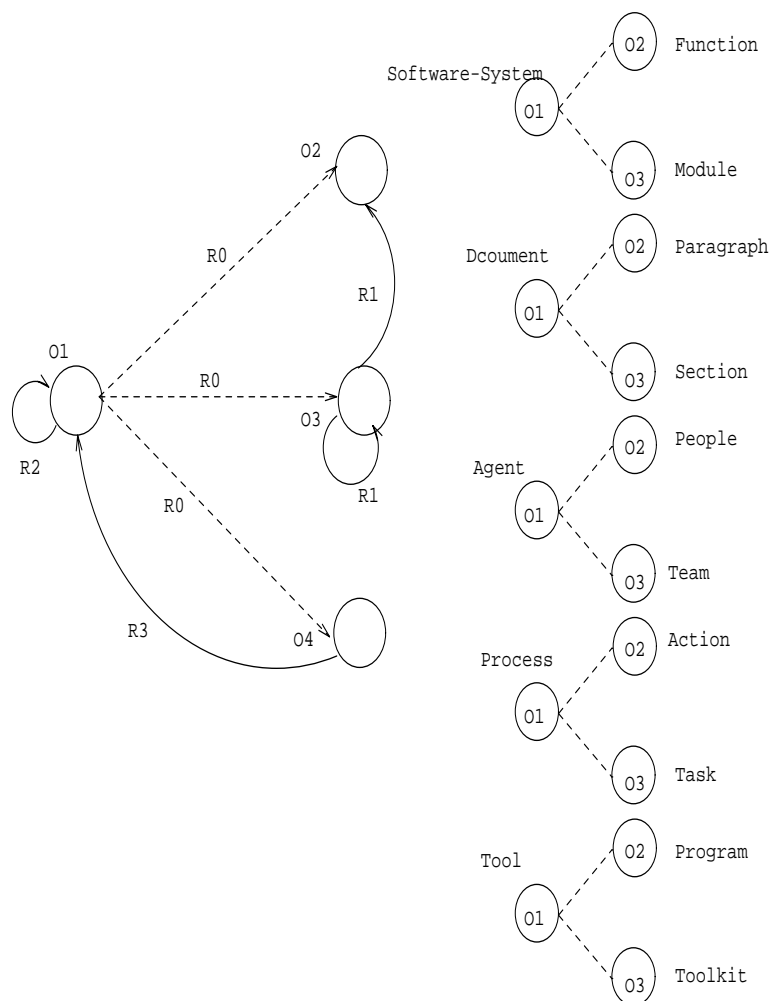 O2
R0
R1
O1
R0
O3
R2
R1
R0
R3
O4
O2 Function
Software-System
O1
O3 Module
O2 Paragraph
Dcoument
O1
O3 Section
O2 People
Agent
O1
O3 Team
O2 Action
Process
O1
O3 Task
O2 Program
Tool
O1
O3 Toolkit